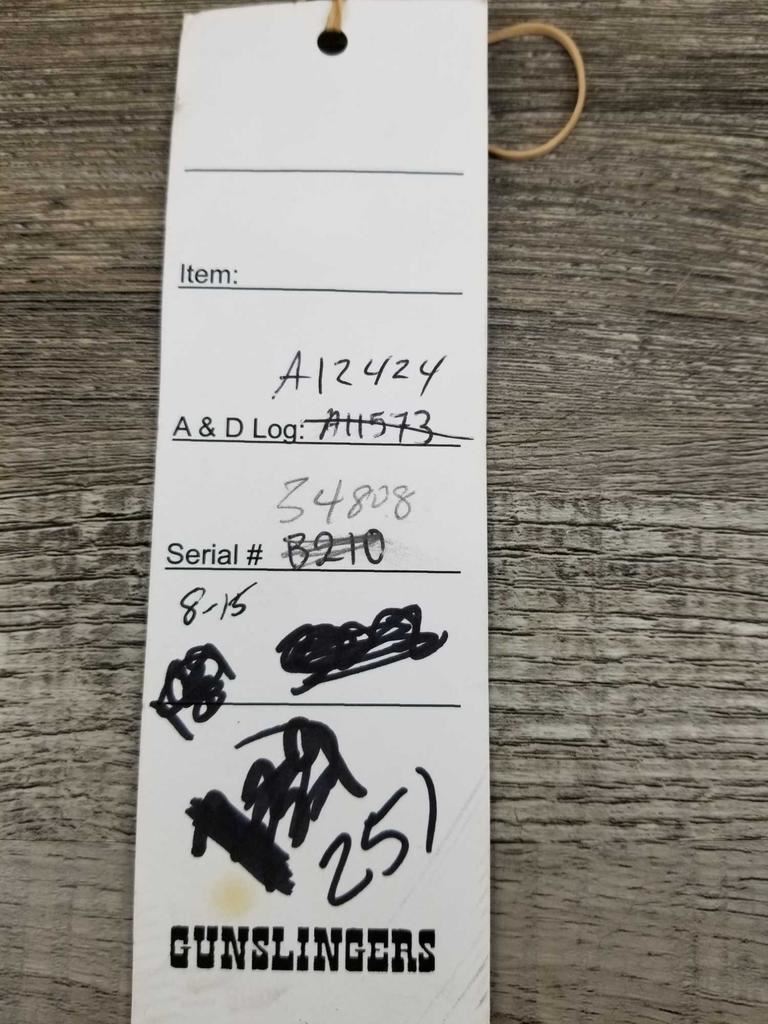 Item:
A12424
A & D Log: A11573
34808
Serial # B210
8-15
251
GUNSLINGERS